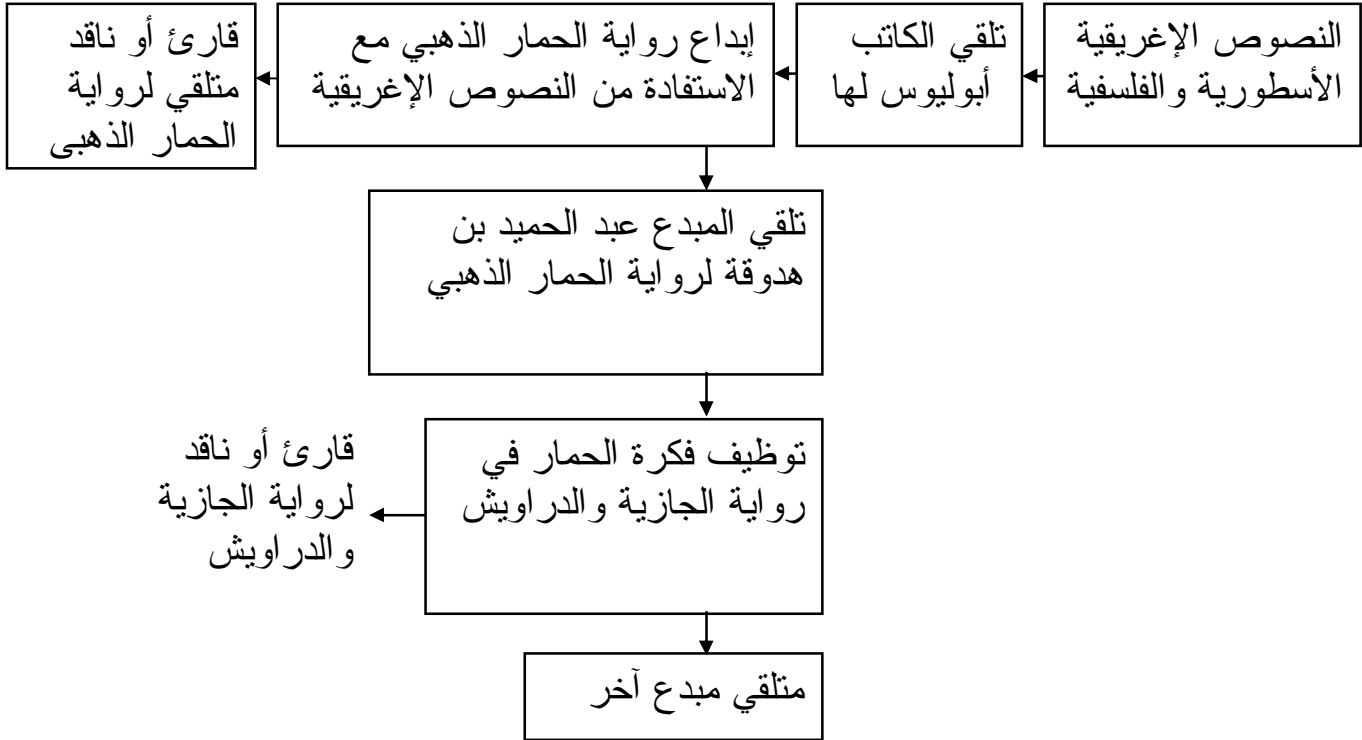 النصوص الإغريقية
الأسطورية والفلسفية
تلقي الكاتب
أبوليوس لها
إبداع رواية الحمار الذهبي مع
الاستفادة من النصوص الإغريقية
قارئ أو ناقد
متلقي لرواية
الحمار الذهبي
تلقي المبدع عبد الحميد بن
هدوقة لرواية الحمار الذهبي
توظيف فكرة الحمار في
رواية الجازية والدراويش
قارئ أو ناقد
لرواية الجازية
والدراويش
متلقي مبدع آخر